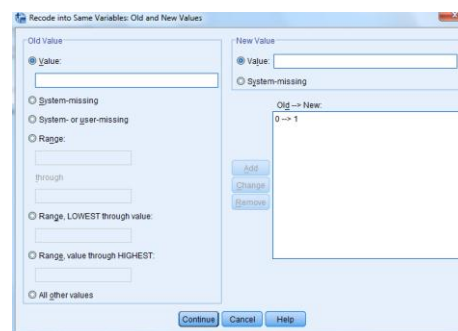 Recode into Same Variables: Old and New Values
Old Value
Value:
System-missing
System- or user-missing
Range:
through
Range, LOWEST through value:
Range, value through HIGHEST:
All other values
New Value
Value:
System-missing
Old --> New:
0 --> 1
Add
Change
Remove
Continue
Cancel
Help